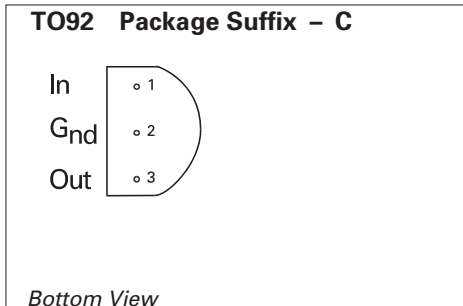 TO92 Package Suffix – C
In
1
Gnd
2
Out
3
Bottom View